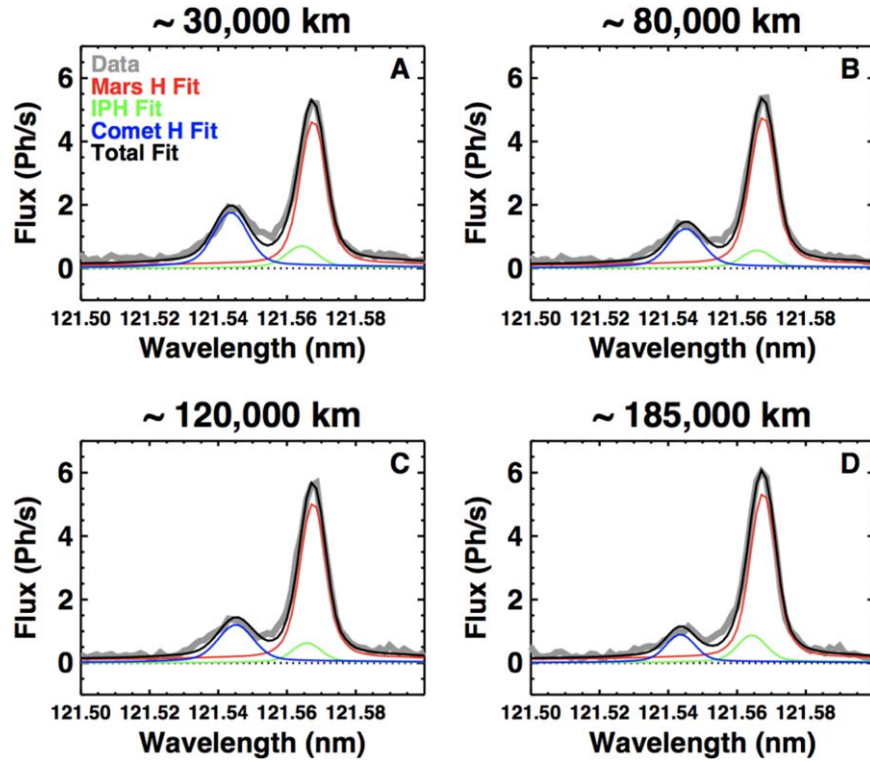 ~ 30,000 km
~ 80,000 km
A
B
Data
Mars H Fit
IPH Fit
Comet H Fit
Total Fit
6
4
2
0
Flux (Ph/s)
121.50 121.52 121.54 121.56 121.58
Wavelength (nm)
6
4
2
0
Flux (Ph/s)
121.50 121.52 121.54 121.56 121.58
Wavelength (nm)
~ 120,000 km
~ 185,000 km
C
D
6
4
2
0
Flux (Ph/s)
121.50 121.52 121.54 121.56 121.58
Wavelength (nm)
6
4
2
0
Flux (Ph/s)
121.50 121.52 121.54 121.56 121.58
Wavelength (nm)